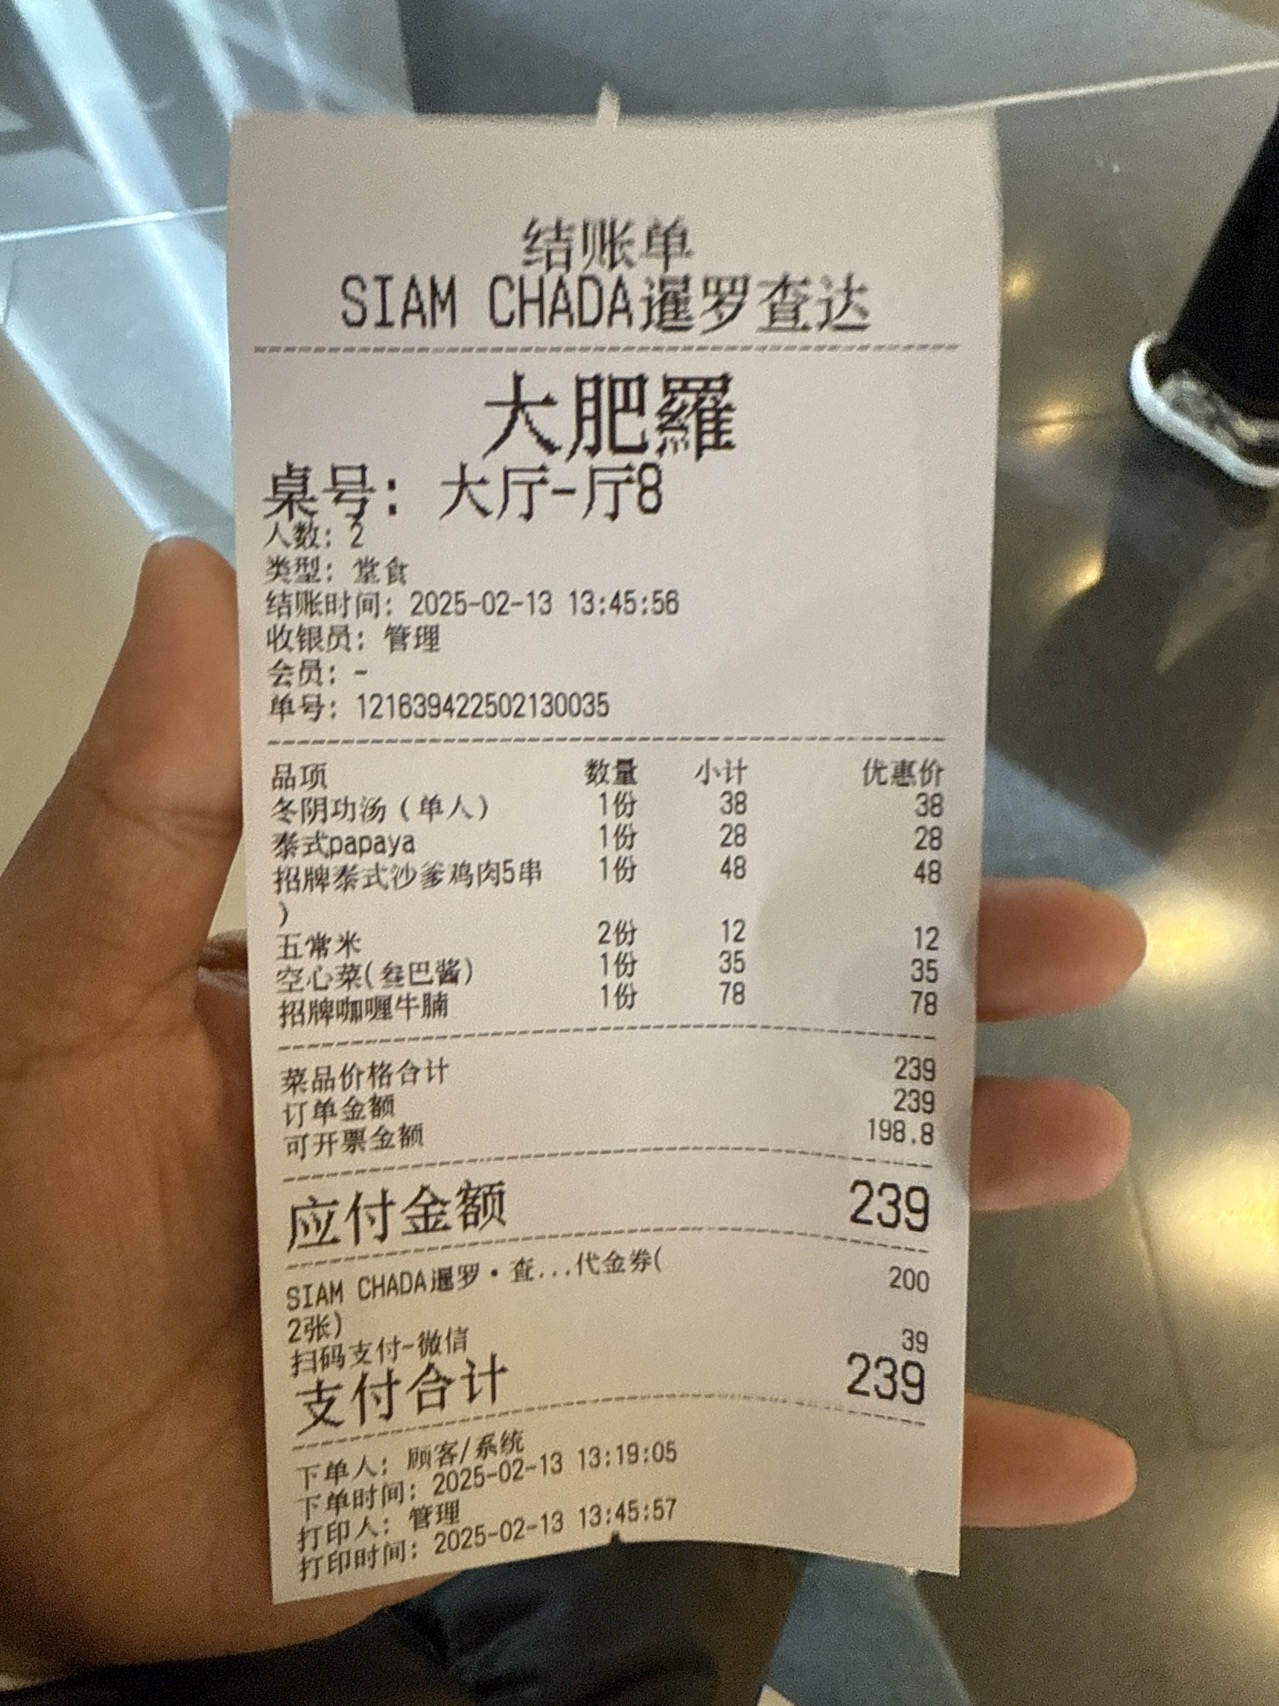 结账单
SIAM CHADA暹罗查达
大肥羅
桌号：大厅-厅8
人数：2
类型：堂食
结账时间：2025-02-13 13:45:56
收银员：管理
会员：-
单号：121639422502130035
品项 数量 小计 优惠价
冬阴功汤（单人） 1份 38 38
泰式papaya 1份 28 28
招牌泰式沙爹鸡肉5串 1份 48 48
）
五常米 2份 12 12
空心菜(叁巴酱) 1份 35 35
招牌咖喱牛腩 1份 78 78
菜品价格合计 239
订单金额 239
可开票金额 198.8
应付金额 239
SIAM CHADA暹罗·查...代金券( 200
2张)
扫码支付-微信 39
支付合计 239
下单人：顾客/系统
下单时间：2025-02-13 13:19:05
打印人：管理
打印时间：2025-02-13 13:45:57